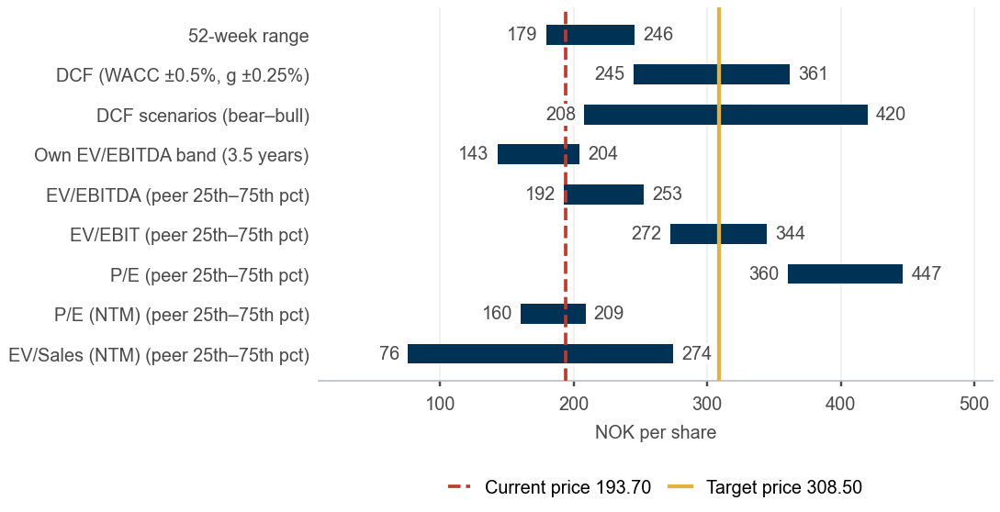 52-week range 179 246
DCF (WACC ±0.5%, g ±0.25%) 245 361
DCF scenarios (bear–bull) 208 420
Own EV/EBITDA band (3.5 years) 143 204
EV/EBITDA (peer 25th–75th pct) 192 253
EV/EBIT (peer 25th–75th pct) 272 344
P/E (peer 25th–75th pct) 360 447
P/E (NTM) (peer 25th–75th pct) 160 209
EV/Sales (NTM) (peer 25th–75th pct) 76 274
100 200 300 400 500
NOK per share
Current price 193.70 Target price 308.50